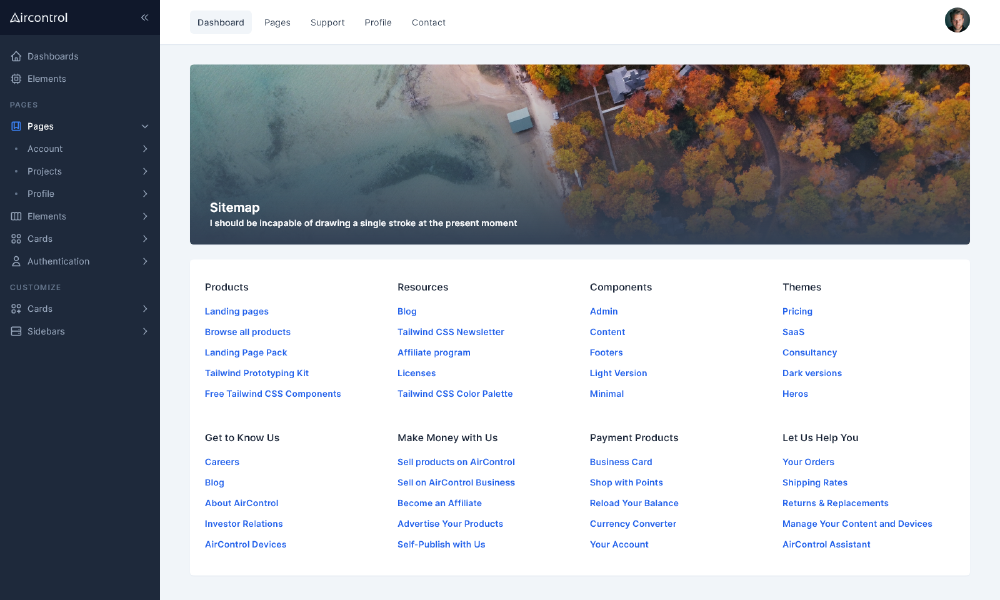 Aircontrol
Dashboards
Elements
PAGES
Pages
Account
Projects
Profile
Elements
Cards
Authentication
CUSTOMIZE
Cards
Sidebars
Dashboard Pages Support Profile Contact
Sitemap
I should be incapable of drawing a single stroke at the present moment
Products
Landing pages
Browse all products
Landing Page Pack
Tailwind Prototyping Kit
Free Tailwind CSS Components
Resources
Blog
Tailwind CSS Newsletter
Affiliate program
Licenses
Tailwind CSS Color Palette
Components
Admin
Content
Footers
Light Version
Minimal
Themes
Pricing
SaaS
Consultancy
Dark versions
Heros
Get to Know Us
Careers
Blog
About AirControl
Investor Relations
AirControl Devices
Make Money with Us
Sell products on AirControl
Sell on AirControl Business
Become an Affiliate
Advertise Your Products
Self-Publish with Us
Payment Products
Business Card
Shop with Points
Reload Your Balance
Currency Converter
Your Account
Let Us Help You
Your Orders
Shipping Rates
Returns & Replacements
Manage Your Content and Devices
AirControl Assistant